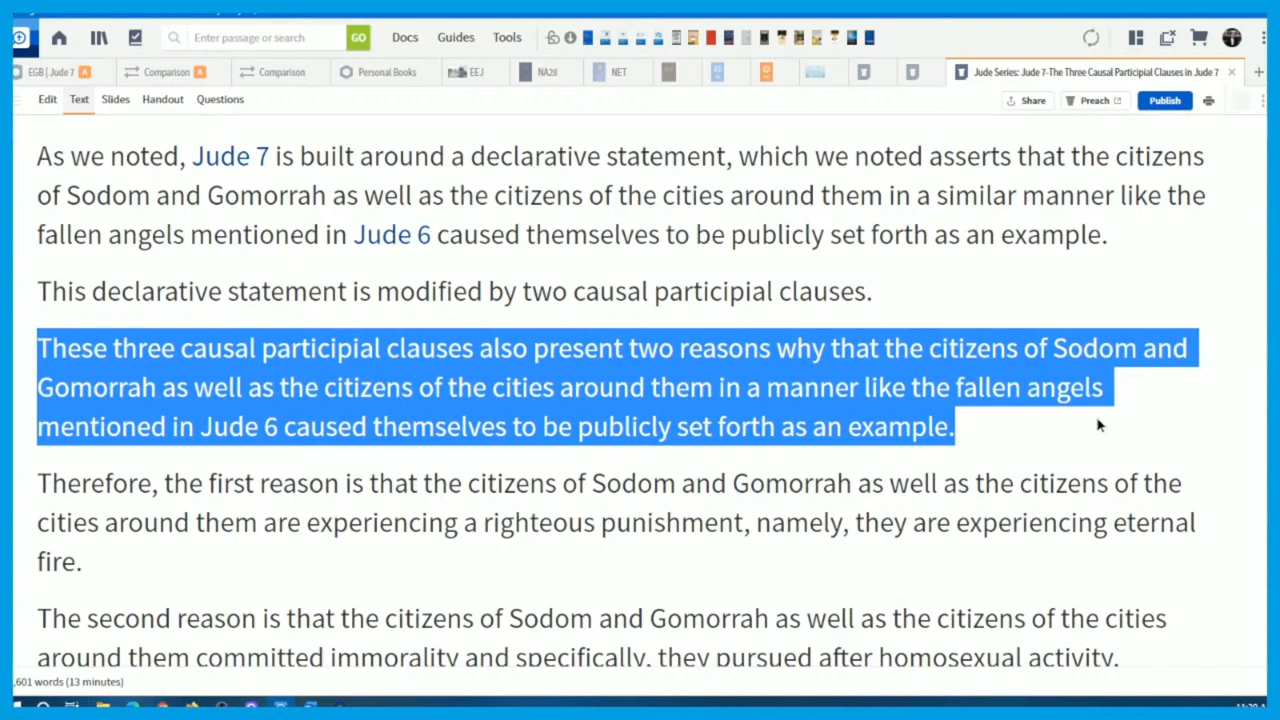 Enter passage or search
GO
Docs
Guides
Tools
EGB | Jude 7 A
Comparison A
Comparison
Personal Books
EEJ
NA28
NET
Jude Series: Jude 7-The Three Causal Participial Clauses in Jude 7
Edit
Text
Slides
Handout
Questions
Share
Preach
Publish
As we noted, Jude 7 is built around a declarative statement, which we noted asserts that the citizens
of Sodom and Gomorrah as well as the citizens of the cities around them in a similar manner like the
fallen angels mentioned in Jude 6 caused themselves to be publicly set forth as an example.
This declarative statement is modified by two causal participial clauses.
These three causal participial clauses also present two reasons why that the citizens of Sodom and
Gomorrah as well as the citizens of the cities around them in a manner like the fallen angels
mentioned in Jude 6 caused themselves to be publicly set forth as an example.
Therefore, the first reason is that the citizens of Sodom and Gomorrah as well as the citizens of the
cities around them are experiencing a righteous punishment, namely, they are experiencing eternal
fire.
The second reason is that the citizens of Sodom and Gomorrah as well as the citizens of the cities
around them committed immorality and specifically, they pursued after homosexual activity.
,601 words (13 minutes)